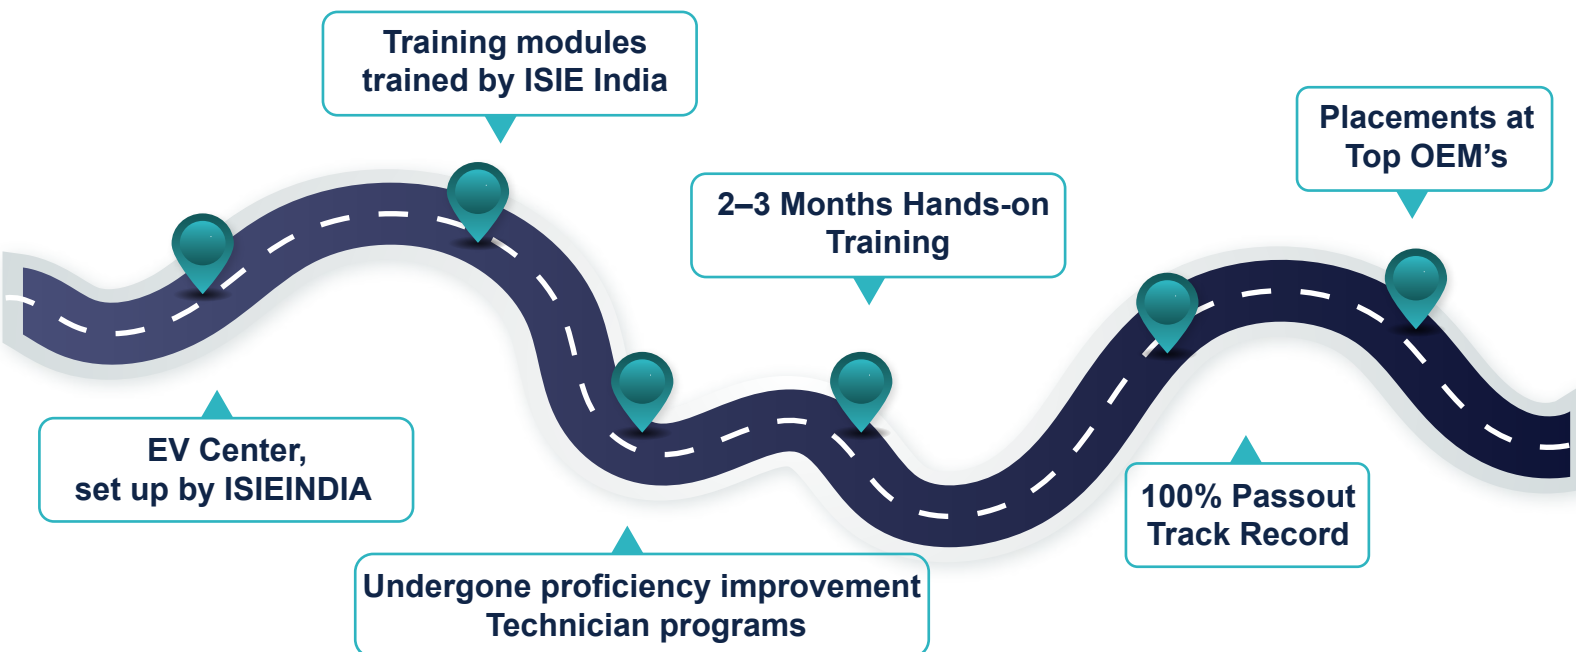 Training modules
trained by ISIE India
Placements at
Top OEM’s
2–3 Months Hands-on
Training
EV Center,
set up by ISIEINDIA
100% Passout
Track Record
Undergone proficiency improvement
Technician programs